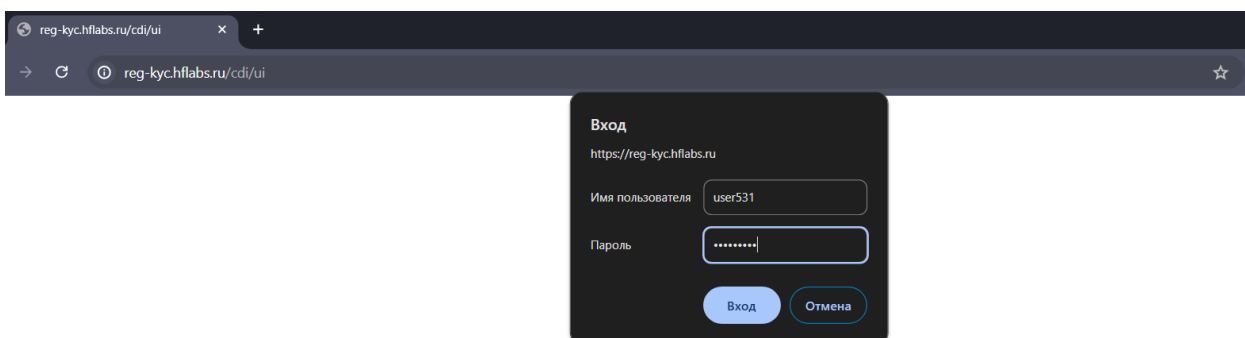 reg-kyc.hflabs.ru/cdi/ui
reg-kyc.hflabs.ru/cdi/ui
Вход
https://reg-kyc.hflabs.ru
Имя пользователя user531
Пароль •••••••••
Вход Отмена